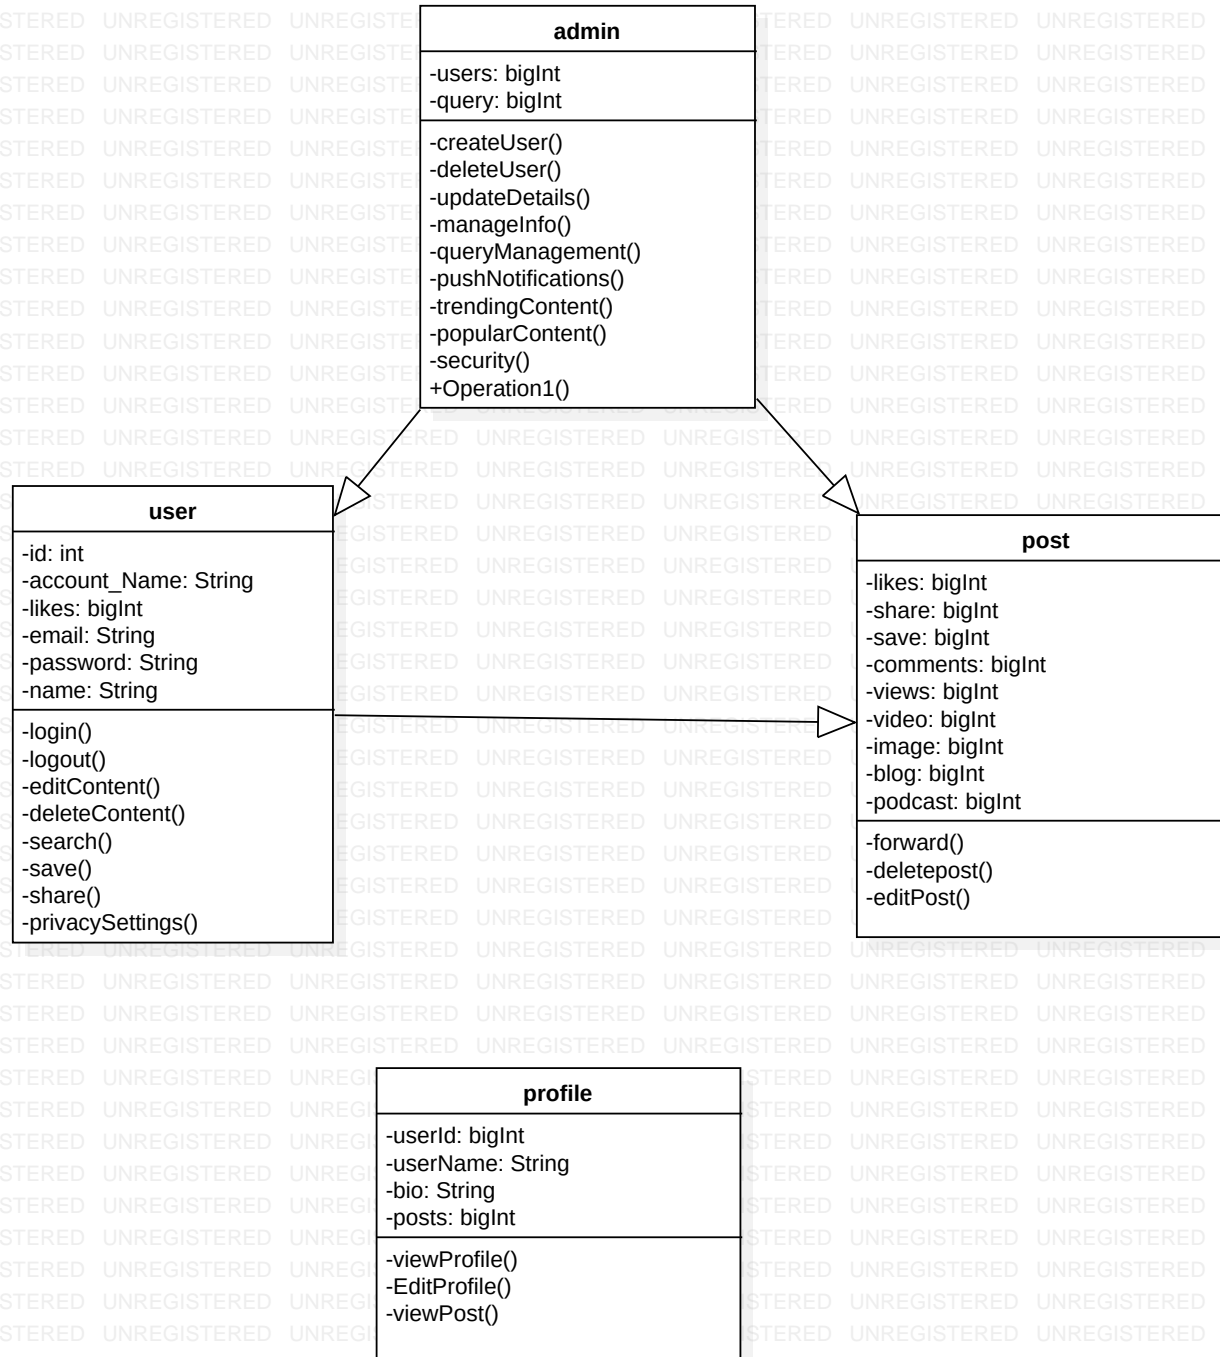 admin
-users: bigInt
-query: bigInt
-createUser()
-deleteUser()
-updateDetails()
-manageInfo()
-queryManagement()
-pushNotifications()
-trendingContent()
-popularContent()
-security()
+Operation1()
user
-id: int
-account_Name: String
-likes: bigInt
-email: String
-password: String
-name: String
-login()
-logout()
-editContent()
-deleteContent()
-search()
-save()
-share()
-privacySettings()
post
-likes: bigInt
-share: bigInt
-save: bigInt
-comments: bigInt
-views: bigInt
-video: bigInt
-image: bigInt
-blog: bigInt
-podcast: bigInt
-forward()
-deletepost()
-editPost()
profile
-userId: bigInt
-userName: String
-bio: String
-posts: bigInt
-viewProfile()
-EditProfile()
-viewPost()
UNREGISTERED